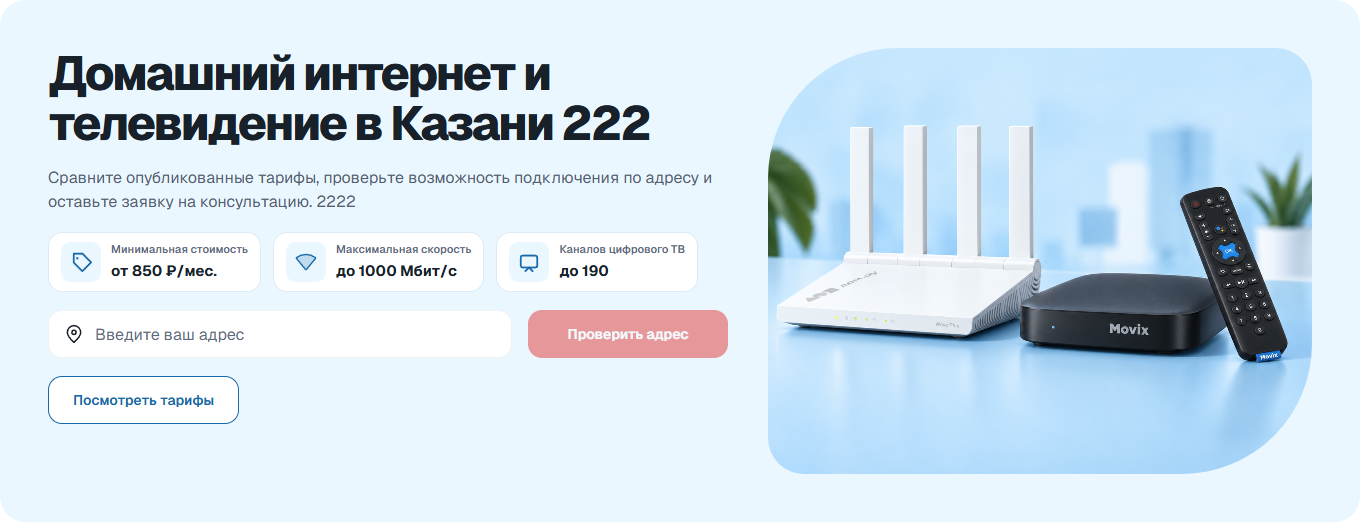 Домашний интернет и
телевидение в Казани 222
Сравните опубликованные тарифы, проверьте возможность подключения по адресу и
оставьте заявку на консультацию. 2222
Минимальная стоимость
от 850 ₽/мес.
Максимальная скорость
до 1000 Мбит/с
Каналов цифрового ТВ
до 190
Введите ваш адрес
Проверить адрес
Посмотреть тарифы
Movix
Movix